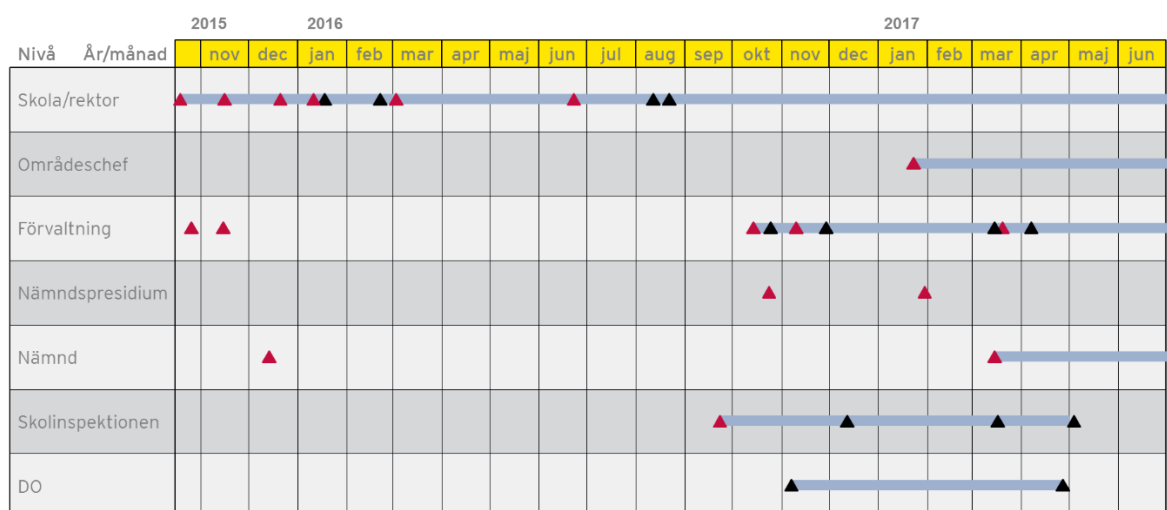 2015 2016 2017
Nivå År/månad nov dec jan feb mar apr maj jun jul aug sep okt nov dec jan feb mar apr maj jun
Skola/rektor
Områdeschef
Förvaltning
Nämndspresidium
Nämnd
Skolinspektionen
DO